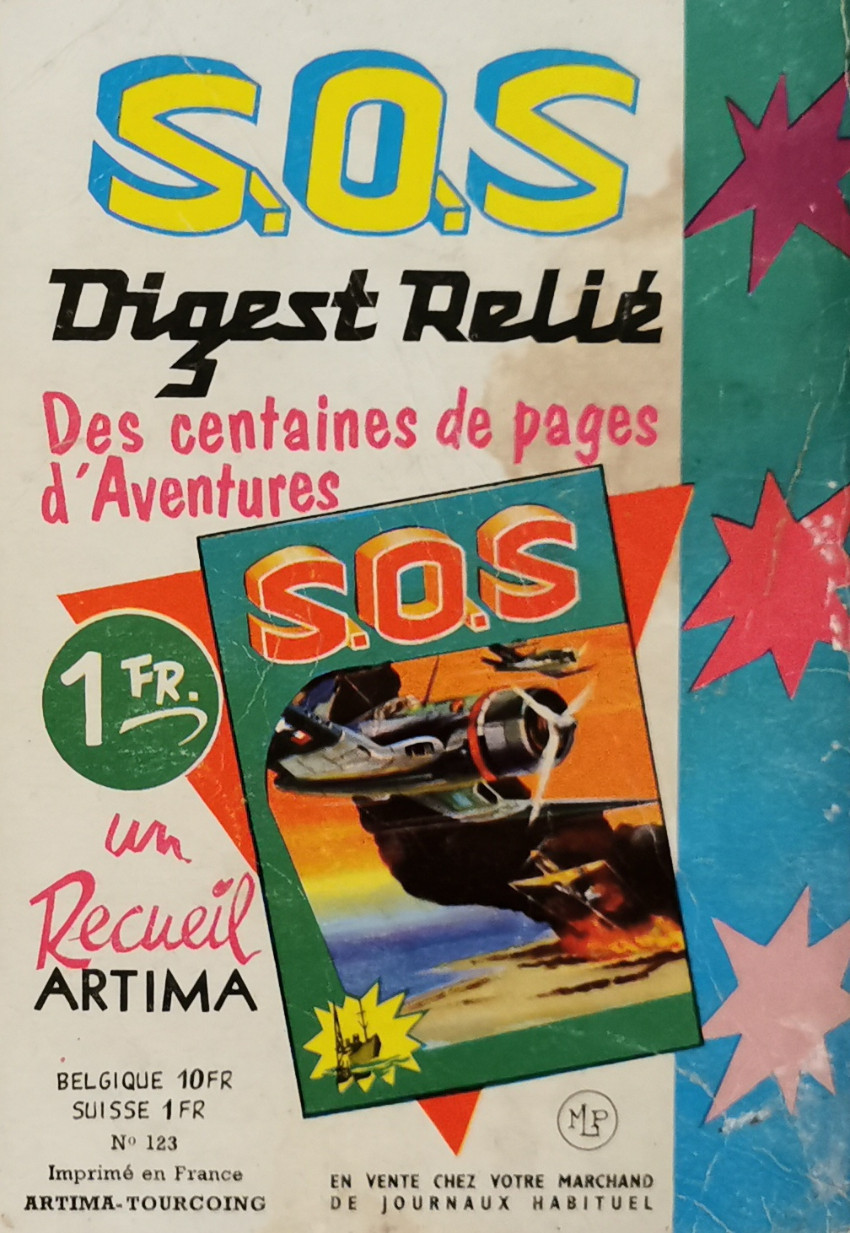 S.O.S
Digest Relié
Des centaines de pages
d'Aventures
S.O.S
1 FR.
un
Recueil
ARTIMA
BELGIQUE 10FR
SUISSE 1FR
Nº 123
Imprimé en France
ARTIMA-TOURCOING
MLP
EN VENTE CHEZ VOTRE MARCHAND
DE JOURNAUX HABITUEL